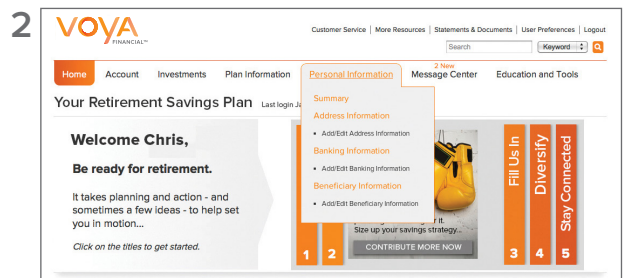 2
VOYA
FINANCIAL™
Customer Service | More Resources | Statements & Documents | User Preferences | Logout
Search
Keyword
Home Account Investments Plan Information Personal Information 2 New Message Center Education and Tools
Your Retirement Savings Plan Last login
Summary
Address Information
• Add/Edit Address Information
Banking Information
• Add/Edit Banking Information
Beneficiary Information
• Add/Edit Beneficiary Information
Welcome Chris,
Be ready for retirement.
It takes planning and action - and
sometimes a few ideas - to help set
you in motion...
Click on the titles to get started.
1
2
it.
Size up your savings strategy...
CONTRIBUTE MORE NOW
Fill Us In
3
Diversify
4
Stay Connected
5